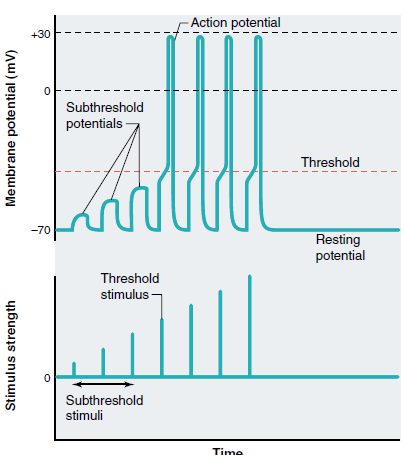 Action potential
+30
0
Subthreshold
potentials
Threshold
Membrane potential (mV)
–70
Resting
potential
Threshold
stimulus
Stimulus strength
0
Subthreshold
stimuli
Time